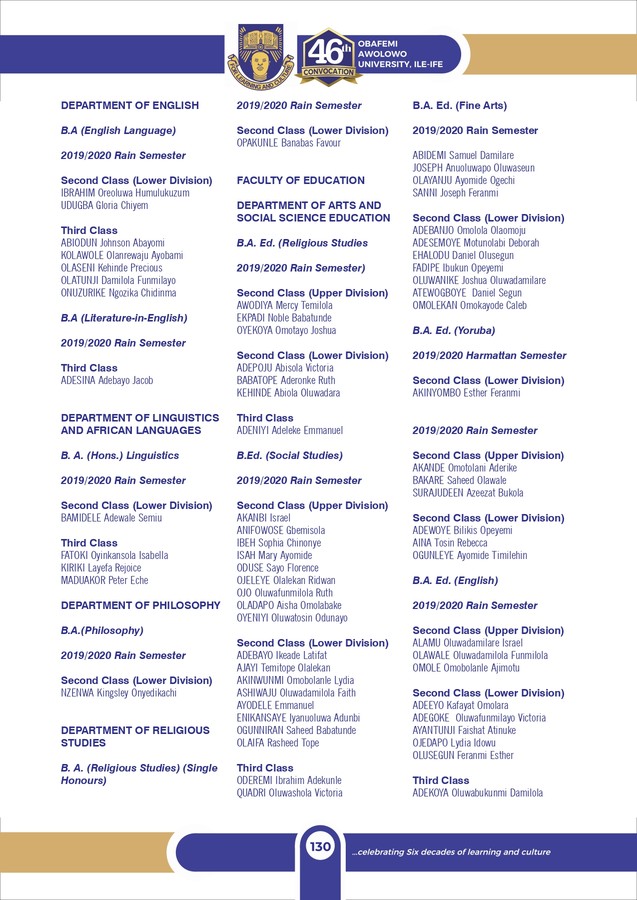 FOR LEARNING AND CULTURE
46th
CONVOCATION
OBAFEMI
AWOLOWO
UNIVERSITY, ILE-IFE
DEPARTMENT OF ENGLISH
B.A (English Language)
2019/2020 Rain Semester
Second Class (Lower Division)
IBRAHIM Oreoluwa Humulukuzum
UDUGBA Gloria Chiyem
Third Class
ABIODUN Johnson Abayomi
KOLAWOLE Olanrewaju Ayobami
OLASENI Kehinde Precious
OLATUNJI Damilola Funmilayo
ONUZURIKE Ngozika Chidinma
B.A (Literature-in-English)
2019/2020 Rain Semester
Third Class
ADESINA Adebayo Jacob
DEPARTMENT OF LINGUISTICS
AND AFRICAN LANGUAGES
B. A. (Hons.) Linguistics
2019/2020 Rain Semester
Second Class (Lower Division)
BAMIDELE Adewale Semiu
Third Class
FATOKI Oyinkansola Isabella
KIRIKI Layefa Rejoice
MADUAKOR Peter Eche
DEPARTMENT OF PHILOSOPHY
B.A.(Philosophy)
2019/2020 Rain Semester
Second Class (Lower Division)
NZENWA Kingsley Onyedikachi
DEPARTMENT OF RELIGIOUS
STUDIES
B. A. (Religious Studies) (Single
Honours)
2019/2020 Rain Semester
Second Class (Lower Division)
OPAKUNLE Banabas Favour
FACULTY OF EDUCATION
DEPARTMENT OF ARTS AND
SOCIAL SCIENCE EDUCATION
B.A. Ed. (Religious Studies
2019/2020 Rain Semester)
Second Class (Upper Division)
AWODIYA Mercy Temilola
EKPADI Noble Babatunde
OYEKOYA Omotayo Joshua
Second Class (Lower Division)
ADEPOJU Abisola Victoria
BABATOPE Aderonke Ruth
KEHINDE Abiola Oluwadara
Third Class
ADENIYI Adeleke Emmanuel
B.Ed. (Social Studies)
2019/2020 Rain Semester
Second Class (Upper Division)
AKANBI Israel
ANIFOWOSE Gbemisola
IBEH Sophia Chinonye
ISAH Mary Ayomide
ODUSE Sayo Florence
OJELEYE Olalekan Ridwan
OJO Oluwafunmilola Ruth
OLADAPO Aisha Omolabake
OYENIYI Oluwatosin Odunayo
Second Class (Lower Division)
ADEBAYO Ikeade Latifat
AJAYI Temitope Olalekan
AKINWUNMI Omobolanle Lydia
ASHIWAJU Oluwadamilola Faith
AYODELE Emmanuel
ENIKANSAYE Iyanuoluwa Adunbi
OGUNNIRAN Saheed Babatunde
OLAIFA Rasheed Tope
Third Class
ODEREMI Ibrahim Adekunle
QUADRI Oluwashola Victoria
B.A. Ed. (Fine Arts)
2019/2020 Rain Semester
ABIDEMI Samuel Damilare
JOSEPH Anuoluwapo Oluwaseun
OLAYANJU Ayomide Ogechi
SANNI Joseph Feranmi
Second Class (Lower Division)
ADEBANJO Omolola Olaomoju
ADESEMOYE Motunolabi Deborah
EHALODU Daniel Olusegun
FADIPE Ibukun Opeyemi
OLUWANIKE Joshua Oluwadamilare
ATEWOGBOYE Daniel Segun
OMOLEKAN Omokayode Caleb
B.A. Ed. (Yoruba)
2019/2020 Harmattan Semester
Second Class (Lower Division)
AKINYOMBO Esther Feranmi
2019/2020 Rain Semester
Second Class (Upper Division)
AKANDE Omotolani Aderike
BAKARE Saheed Olawale
SURAJUDEEN Azeezat Bukola
Second Class (Lower Division)
ADEWOYE Bilikis Opeyemi
AINA Tosin Rebecca
OGUNLEYE Ayomide Timilehin
B.A. Ed. (English)
2019/2020 Rain Semester
Second Class (Upper Division)
ALAMU Oluwadamilare Israel
OLAWALE Oluwadamilola Funmilola
OMOLE Omobolanle Ajimotu
Second Class (Lower Division)
ADEEYO Kafayat Omolara
ADEGOKE Oluwafunmilayo Victoria
AYANTUNJI Faishat Atinuke
OJEDAPO Lydia Idowu
OLUSEGUN Feranmi Esther
Third Class
ADEKOYA Oluwabukunmi Damilola
130
...celebrating Six decades of learning and culture